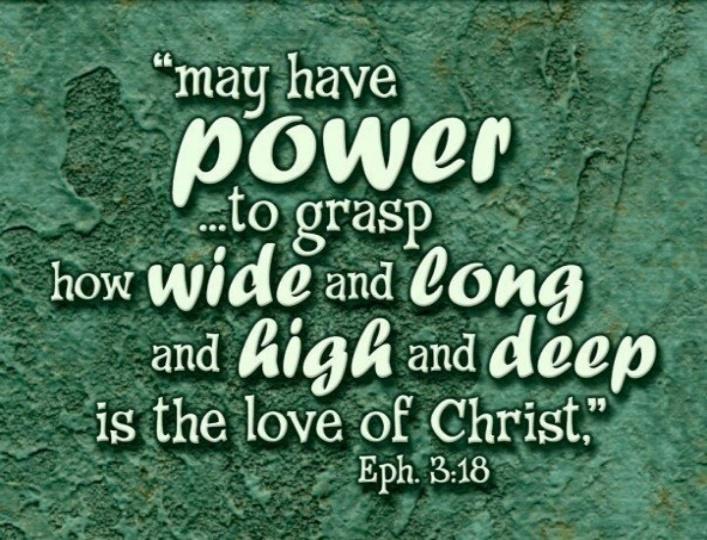 “may have
power
...to grasp
how wide and long
and high and deep
is the love of Christ,”
Eph. 3:18